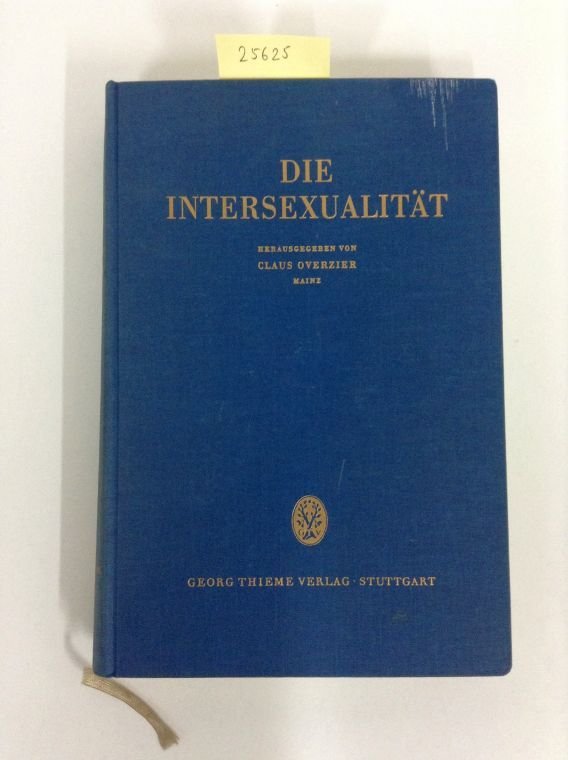 25625
DIE
INTERSEXUALITÄT
HERAUSGEGEBEN VON
CLAUS OVERZIER
MAINZ
GEORG THIEME VERLAG · STUTTGART